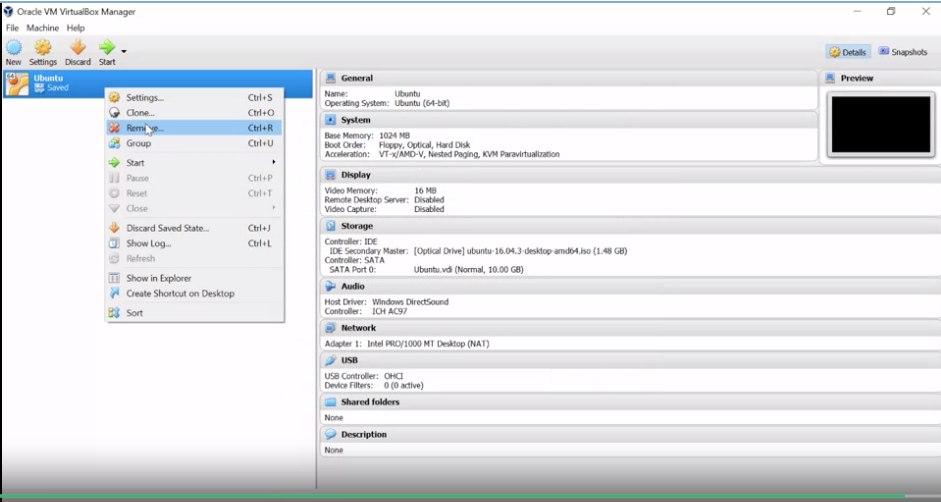 Oracle VM VirtualBox Manager
File Machine Help
New Settings Discard Start
Details Snapshots
Ubuntu
Saved
Settings... Ctrl+S
Clone... Ctrl+O
Remove... Ctrl+R
Group Ctrl+U
Start
Pause Ctrl+P
Reset Ctrl+T
Close
Discard Saved State... Ctrl+J
Show Log... Ctrl+L
Refresh
Show in Explorer
Create Shortcut on Desktop
Sort
General
Name: Ubuntu
Operating System: Ubuntu (64-bit)
System
Base Memory: 1024 MB
Boot Order: Floppy, Optical, Hard Disk
Acceleration: VT-x/AMD-V, Nested Paging, KVM Paravirtualization
Display
Video Memory: 16 MB
Remote Desktop Server: Disabled
Video Capture: Disabled
Storage
Controller: IDE
IDE Secondary Master: [Optical Drive] ubuntu-16.04.3-desktop-amd64.iso (1.48 GB)
Controller: SATA
SATA Port 0: Ubuntu.vdi (Normal, 10.00 GB)
Audio
Host Driver: Windows DirectSound
Controller: ICH AC97
Network
Adapter 1: Intel PRO/1000 MT Desktop (NAT)
USB
USB Controller: OHCI
Device Filters: 0 (0 active)
Shared folders
None
Description
None
Preview